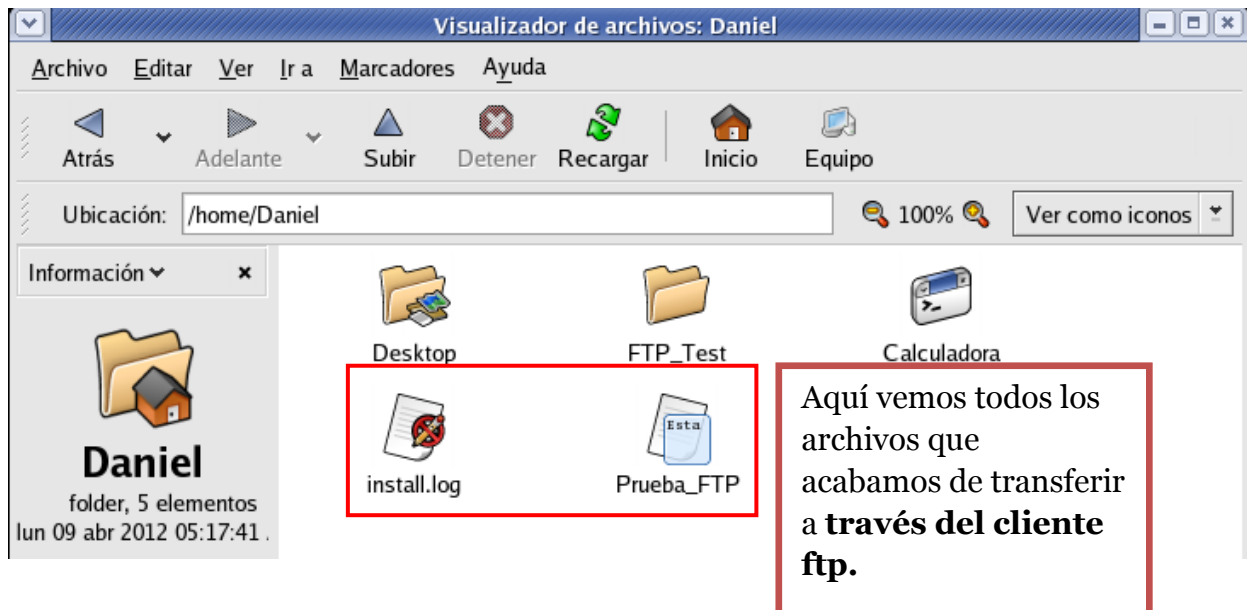 Visualizador de archivos: Daniel
Archivo Editar Ver Ir a Marcadores Ayuda
Atrás Adelante Subir Detener Recargar Inicio Equipo
Ubicación: /home/Daniel 100% Ver como iconos
Información
Desktop FTP_Test Calculadora
Esta
install.log Prueba_FTP
Daniel
folder, 5 elementos
lun 09 abr 2012 05:17:41 .
Aquí vemos todos los
archivos que
acabamos de transferir
a través del cliente
ftp.